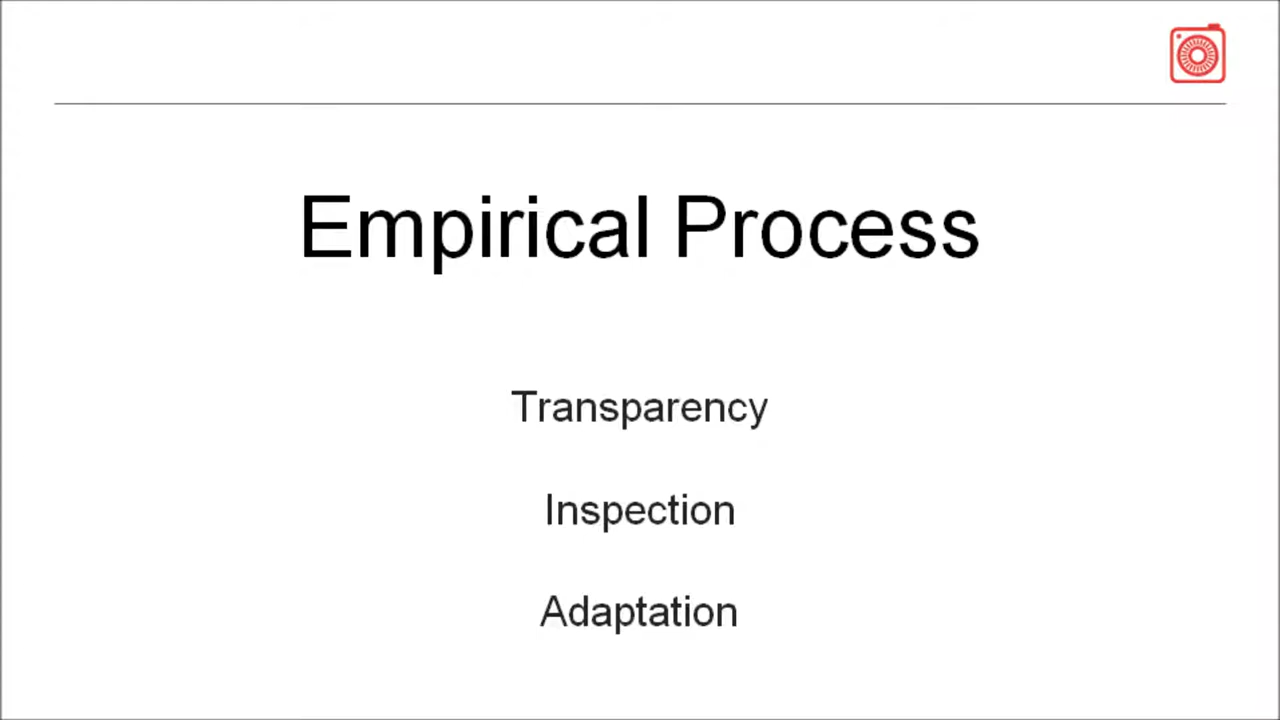 Empirical Process
Transparency
Inspection
Adaptation